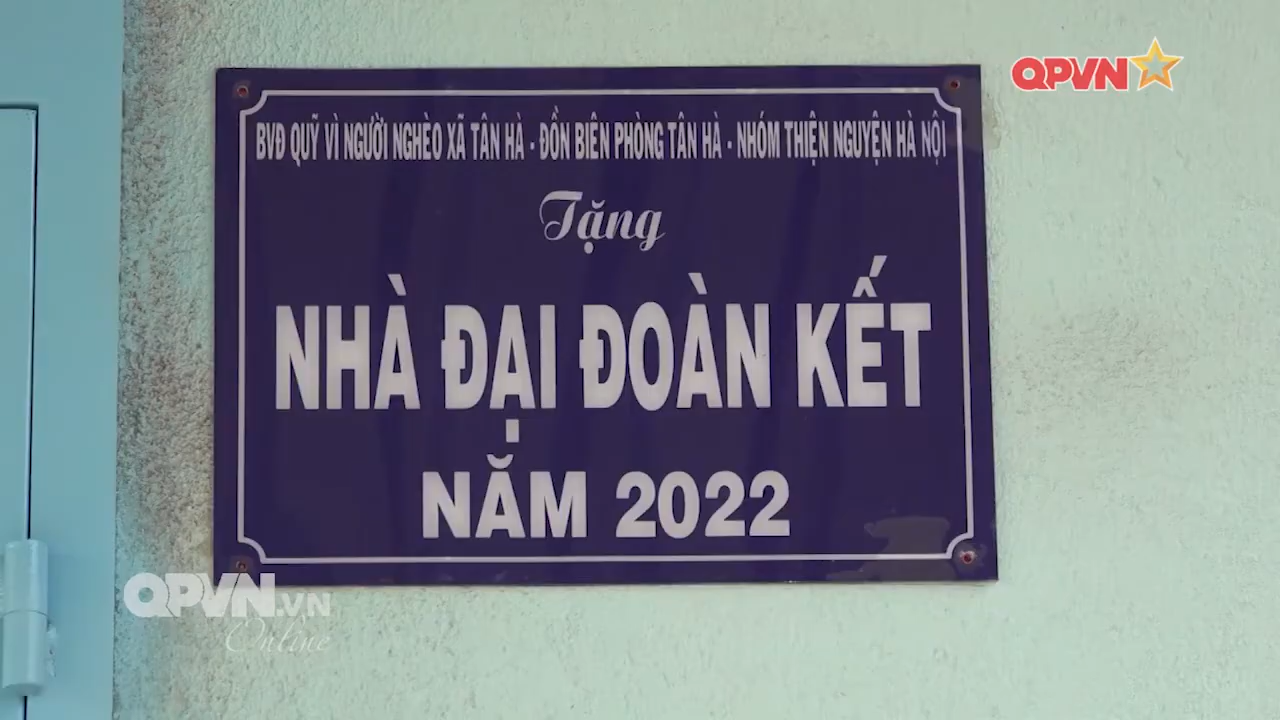 QPVN
BVĐ QUỸ VÌ NGƯỜI NGHÈO XÃ TÂN HÀ - ĐỒN BIÊN PHÒNG TÂN HÀ - NHÓM THIỆN NGUYỆN HÀ NỘI
Tặng
NHÀ ĐẠI ĐOÀN KẾT
NĂM 2022
QPVN.VN
Online